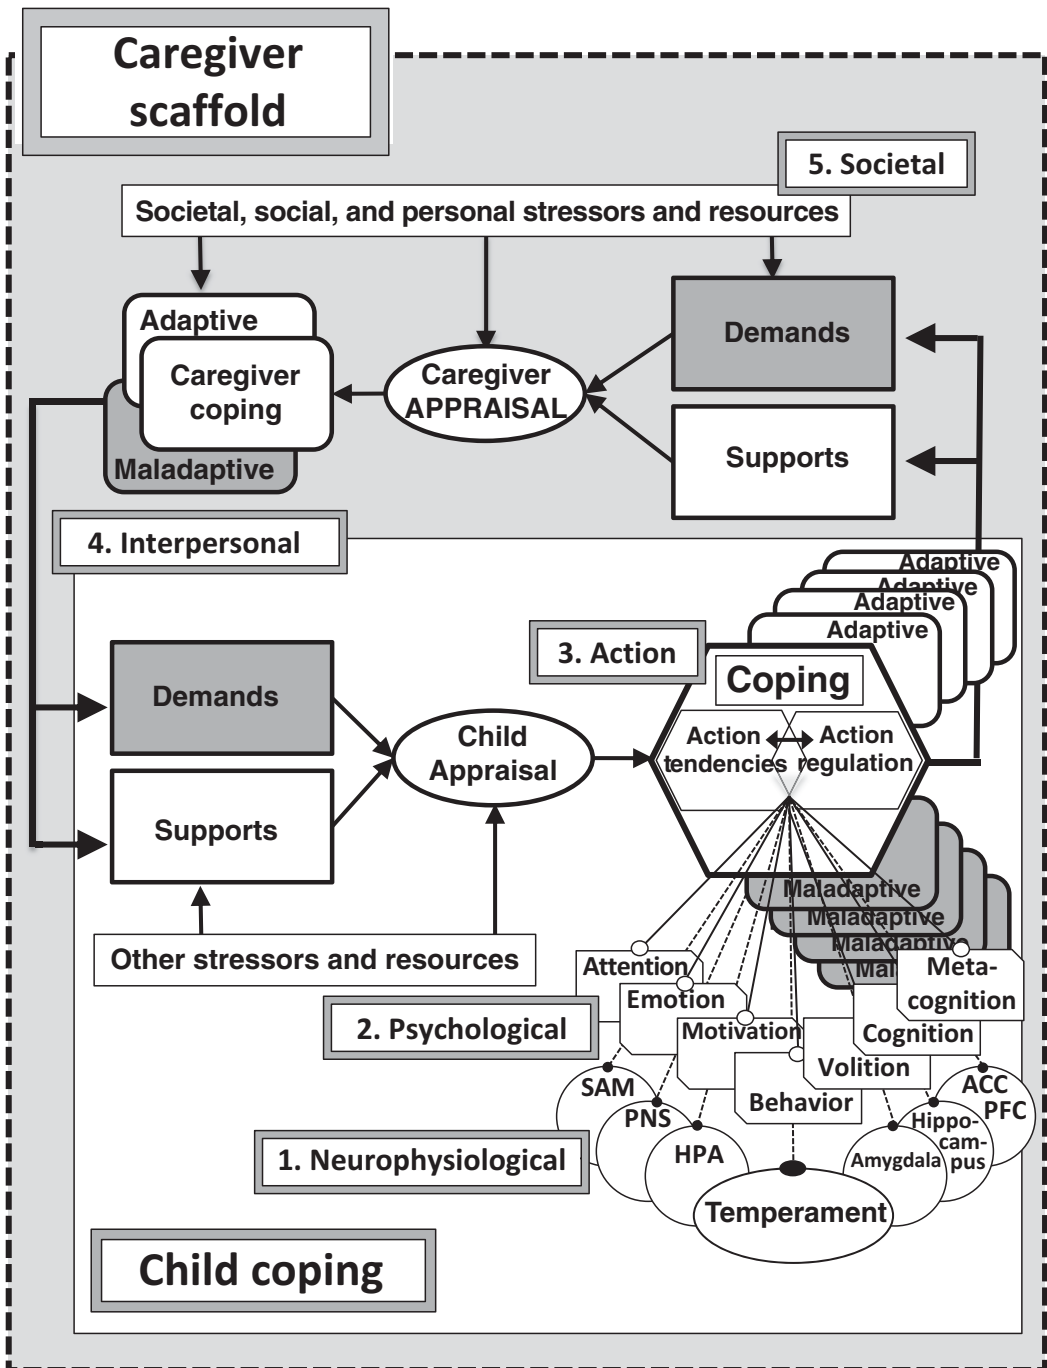 Caregiver
scaffold
5. Societal
Societal, social, and personal stressors and resources
Adaptive
Caregiver
coping
Maladaptive
Caregiver
APPRAISAL
Demands
Supports
4. Interpersonal
Adaptive
Adaptive
Adaptive
Adaptive
3. Action
Coping
Action
tendencies
Action
regulation
Demands
Child
Appraisal
Supports
Other stressors and resources
Maladaptive
Maladaptive
Maladaptive
Mal
Attention
Emotion
Motivation
Behavior
Volition
Cognition
Meta-
cognition
2. Psychological
SAM
PNS
HPA
Temperament
Amygdala
Hippo-
cam-
pus
ACC
PFC
1. Neurophysiological
Child coping